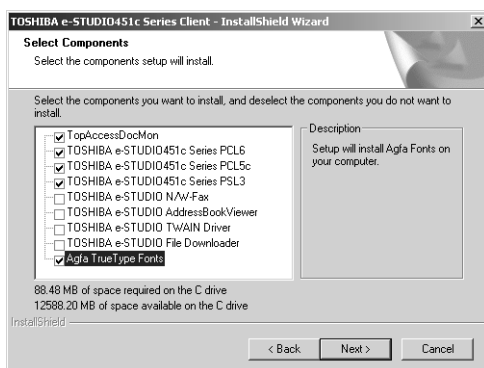 TOSHIBA e-STUDIO451c Series Client - InstallShield Wizard
Select Components
Select the components setup will install.
Select the components you want to install, and deselect the components you do not want to
install.
TopAccessDocMon
TOSHIBA e-STUDIO451c Series PCL6
TOSHIBA e-STUDIO451c Series PCL5c
TOSHIBA e-STUDIO451c Series PSL3
TOSHIBA e-STUDIO N/W-Fax
TOSHIBA e-STUDIO AddressBookViewer
TOSHIBA e-STUDIO TWAIN Driver
TOSHIBA e-STUDIO File Downloader
Agfa TrueType Fonts
Description
Setup will install Agfa Fonts on
your computer.
88.48 MB of space required on the C drive
12588.20 MB of space available on the C drive
InstallShield
< Back Next > Cancel